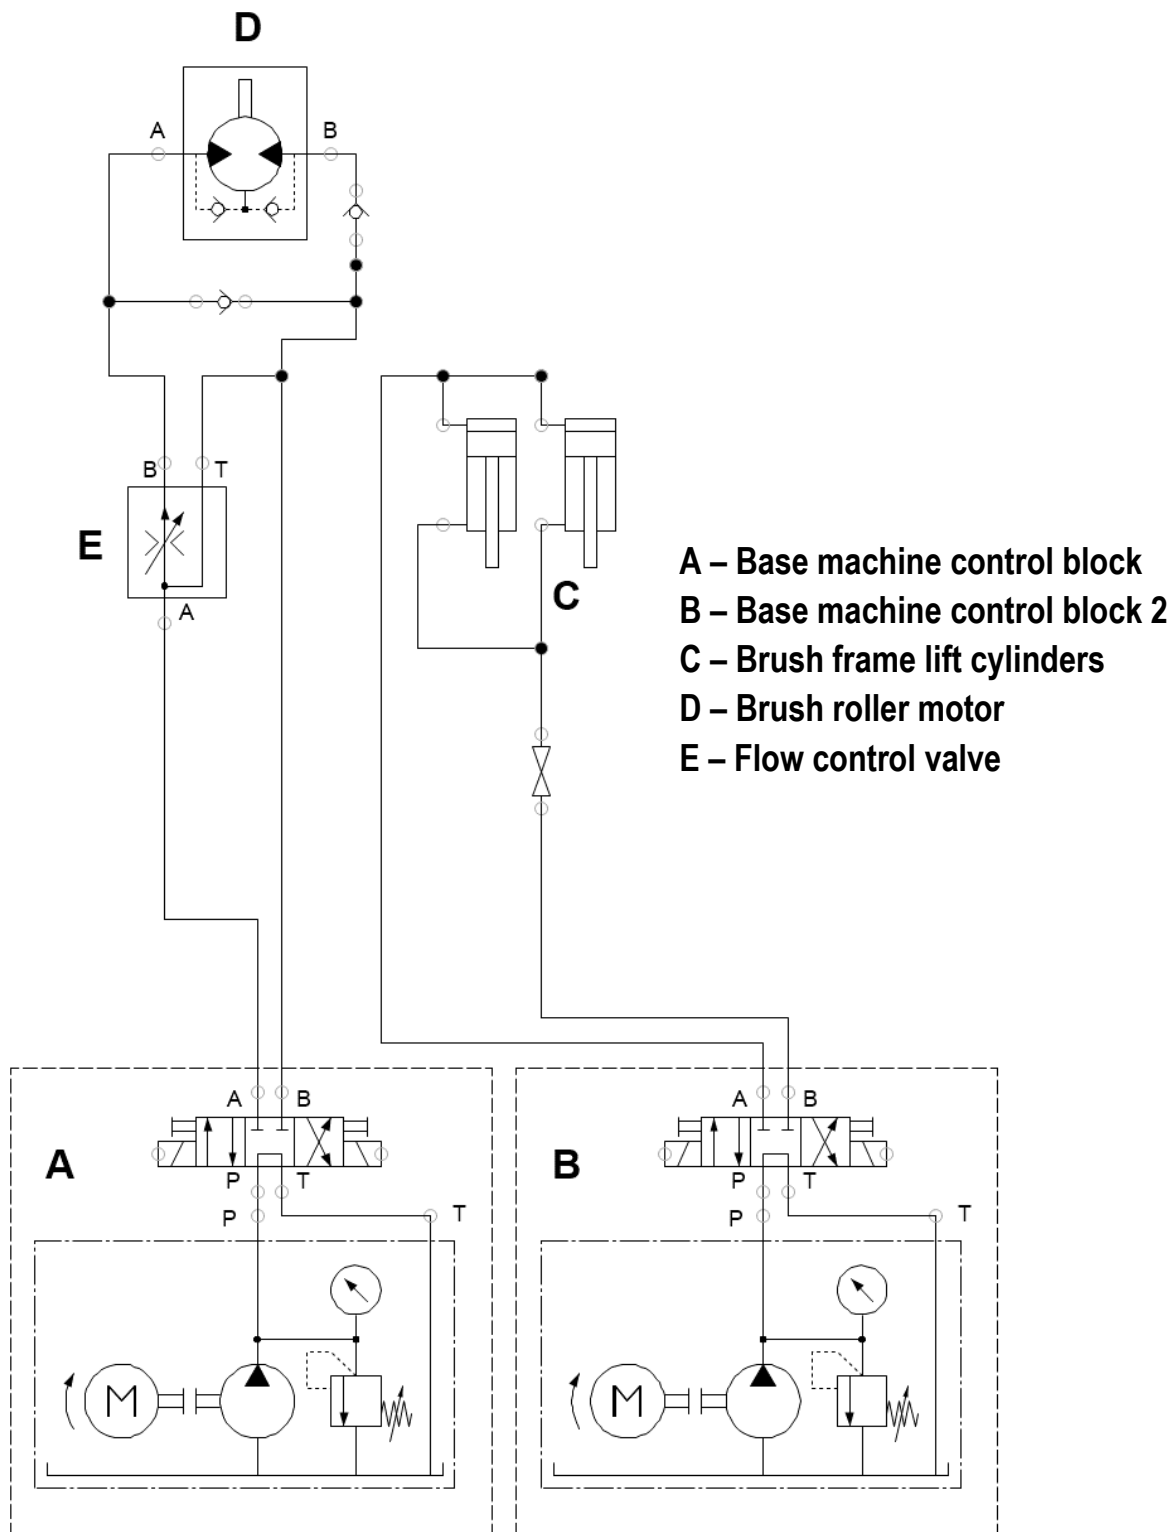 D
A
B
B
T
E
A
C
A – Base machine control block
B – Base machine control block 2
C – Brush frame lift cylinders
D – Brush roller motor
E – Flow control valve
A B
A B
A
P T
P T
B
P T
P T
M
M